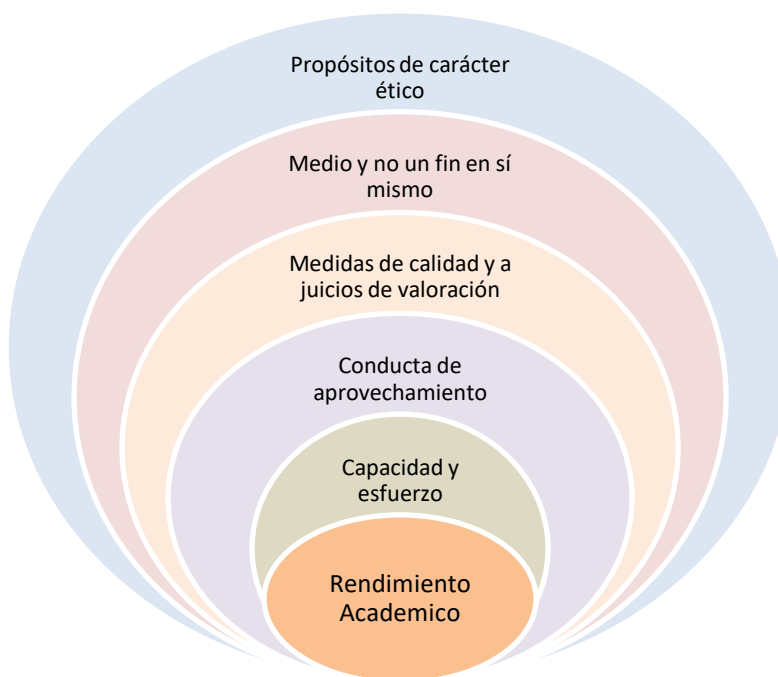 Propósitos de carácter
ético
Medio y no un fin en sí
mismo
Medidas de calidad y a
juicios de valoración
Conducta de
aprovechamiento
Capacidad y
esfuerzo
Rendimiento
Academico